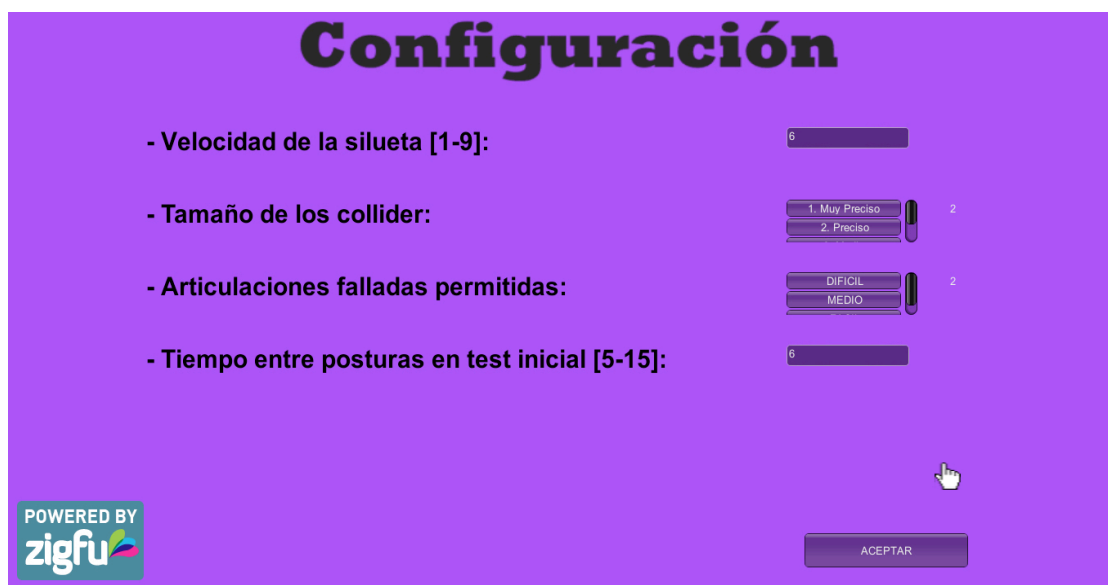 Configuración
- Velocidad de la silueta [1-9]: 6
- Tamaño de los collider: 1. Muy Preciso 2
2. Preciso
- Articulaciones falladas permitidas: DIFICIL 2
MEDIO
- Tiempo entre posturas en test inicial [5-15]: 6
POWERED BY
zigfu
ACEPTAR